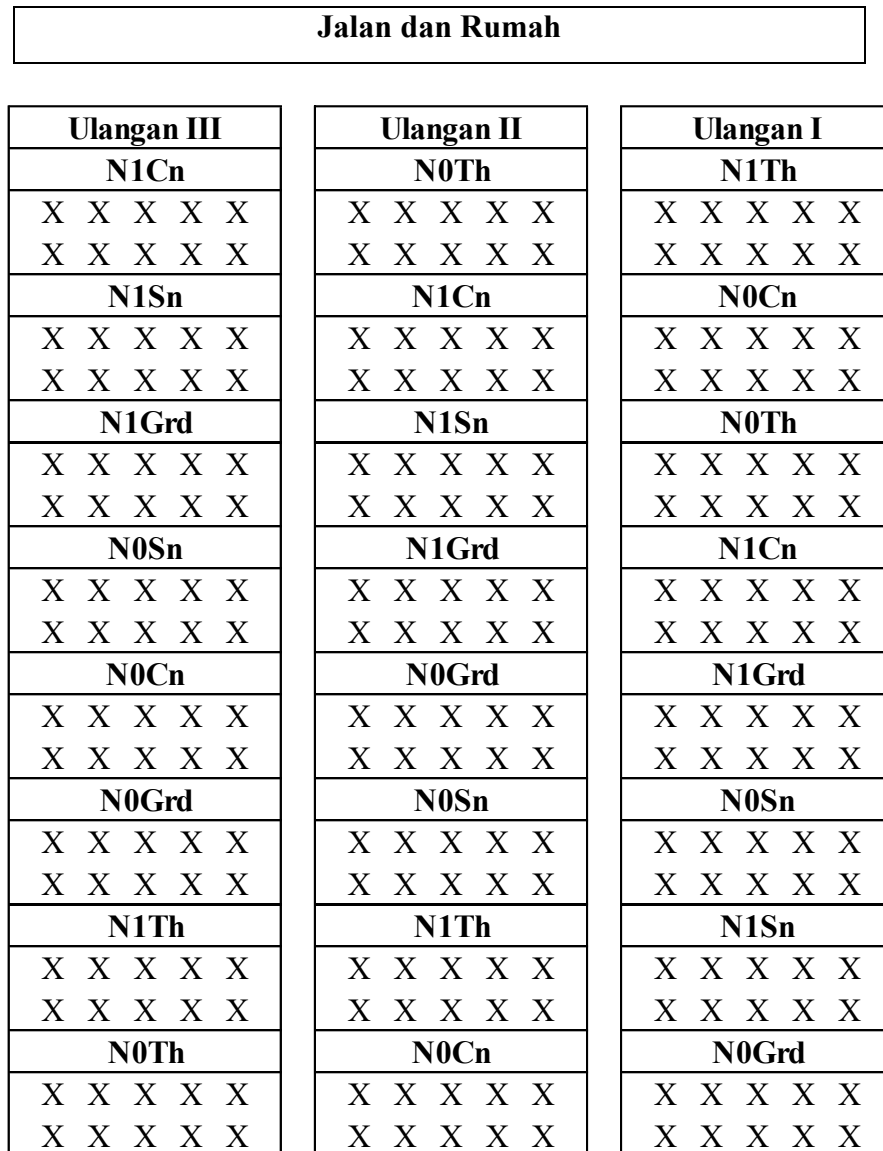 Jalan dan Rumah
Ulangan III Ulangan II Ulangan I
N1Cn N0Th N1Th
X X X X X X X X X X X X X X X
X X X X X X X X X X X X X X X
N1Sn N1Cn N0Cn
X X X X X X X X X X X X X X X
X X X X X X X X X X X X X X X
N1Grd N1Sn N0Th
X X X X X X X X X X X X X X X
X X X X X X X X X X X X X X X
N0Sn N1Grd N1Cn
X X X X X X X X X X X X X X X
X X X X X X X X X X X X X X X
N0Cn N0Grd N1Grd
X X X X X X X X X X X X X X X
X X X X X X X X X X X X X X X
N0Grd N0Sn N0Sn
X X X X X X X X X X X X X X X
X X X X X X X X X X X X X X X
N1Th N1Th N1Sn
X X X X X X X X X X X X X X X
X X X X X X X X X X X X X X X
N0Th N0Cn N0Grd
X X X X X X X X X X X X X X X
X X X X X X X X X X X X X X X